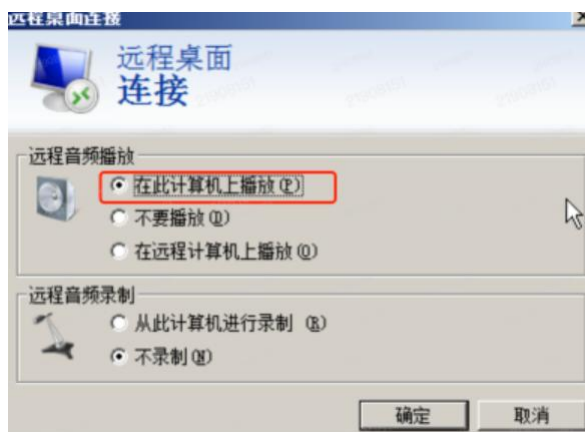 远程桌面连接
远程桌面
连接
远程音频播放
在此计算机上播放(P)
不要播放(D)
在远程计算机上播放(O)
远程音频录制
从此计算机进行录制 (R)
不录制(N)
确定
取消